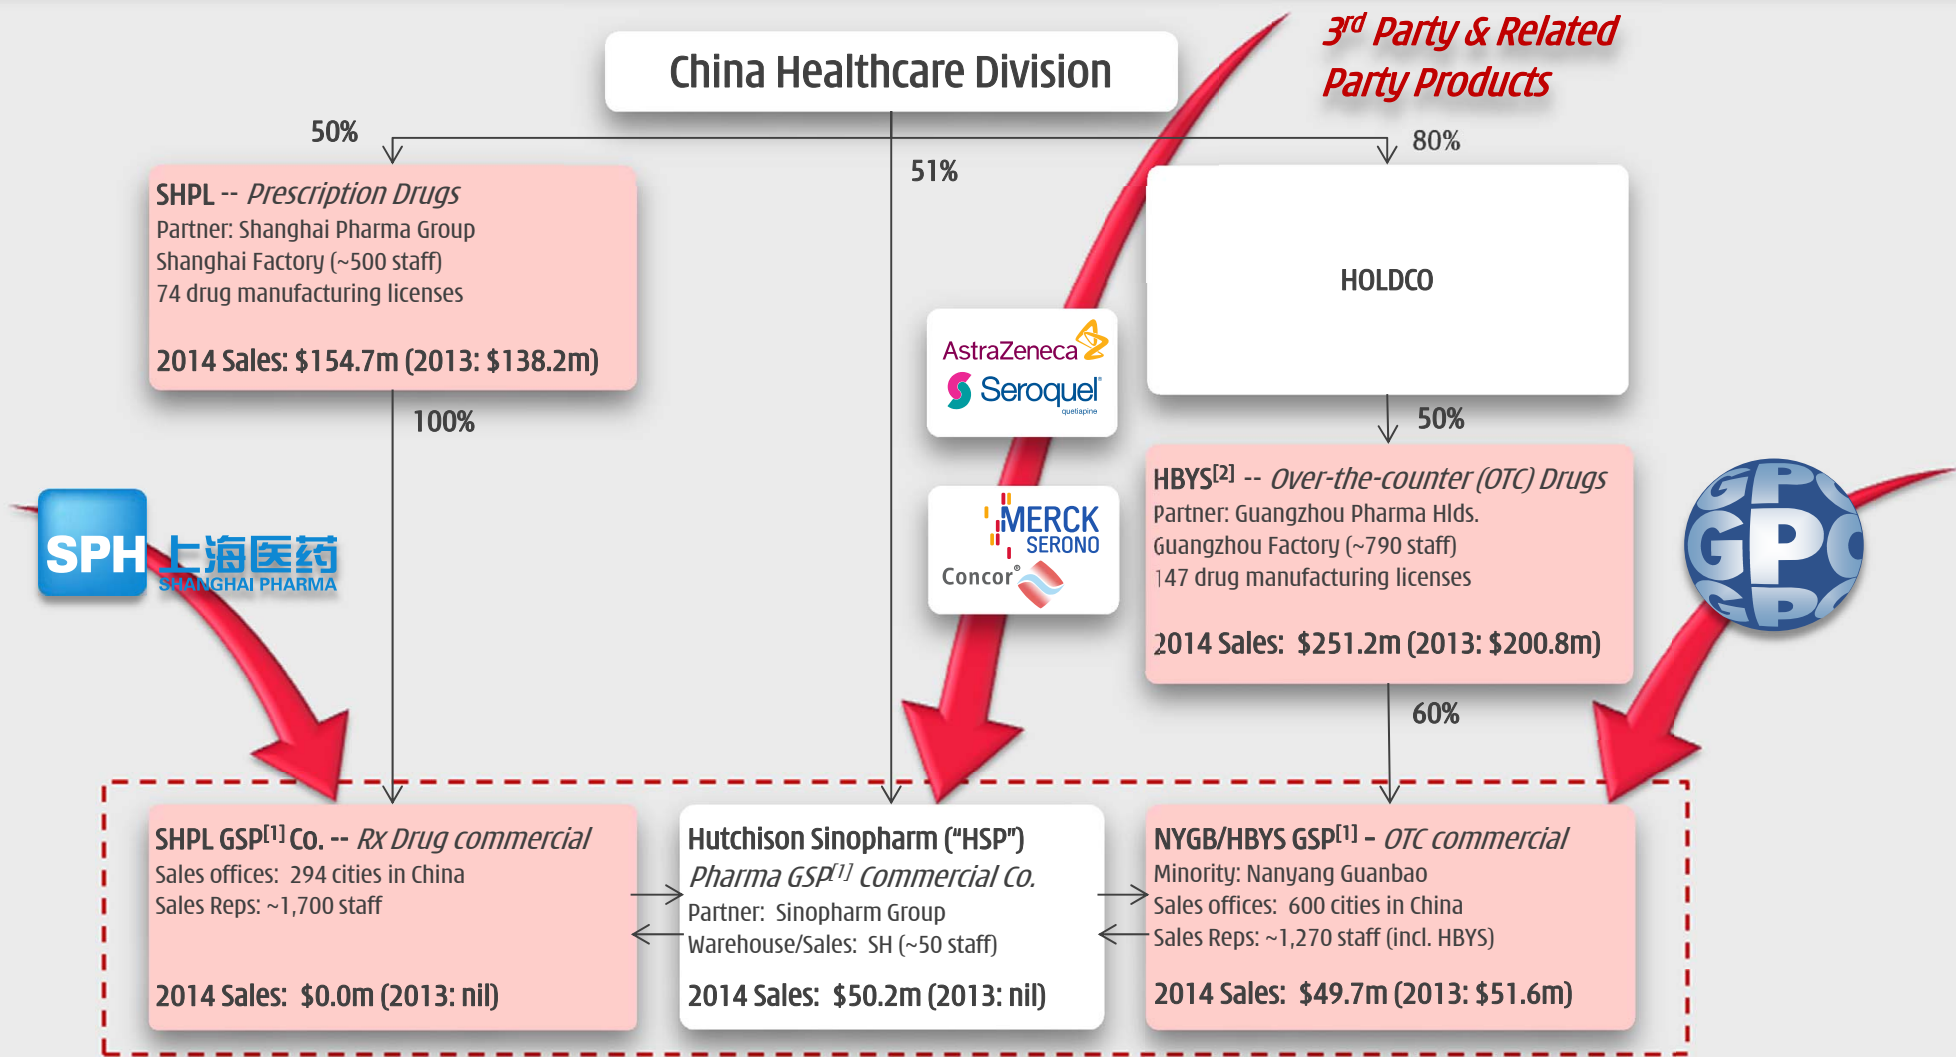 China Healthcare Division
3rd Party & Related
Party Products
50%
51%
80%
SHPL -- Prescription Drugs
Partner: Shanghai Pharma Group
Shanghai Factory (~500 staff)
74 drug manufacturing licenses
2014 Sales: $154.7m (2013: $138.2m)
100%
HOLDCO
50%
AstraZeneca
Seroquel®
quetiapine
MERCK
SERONO
Concor®
HBYS[2] -- Over-the-counter (OTC) Drugs
Partner: Guangzhou Pharma Hlds.
Guangzhou Factory (~790 staff)
147 drug manufacturing licenses
2014 Sales: $251.2m (2013: $200.8m)
60%
SPH 上海医药
SHANGHAI PHARMA
GPC
GPC
GPC
SHPL GSP[1] Co. -- Rx Drug commercial
Sales offices: 294 cities in China
Sales Reps: ~1,700 staff
2014 Sales: $0.0m (2013: nil)
Hutchison Sinopharm (“HSP”)
Pharma GSP[1] Commercial Co.
Partner: Sinopharm Group
Warehouse/Sales: SH (~50 staff)
2014 Sales: $50.2m (2013: nil)
NYGB/HBYS GSP[1] – OTC commercial
Minority: Nanyang Guanbao
Sales offices: 600 cities in China
Sales Reps: ~1,270 staff (incl. HBYS)
2014 Sales: $49.7m (2013: $51.6m)